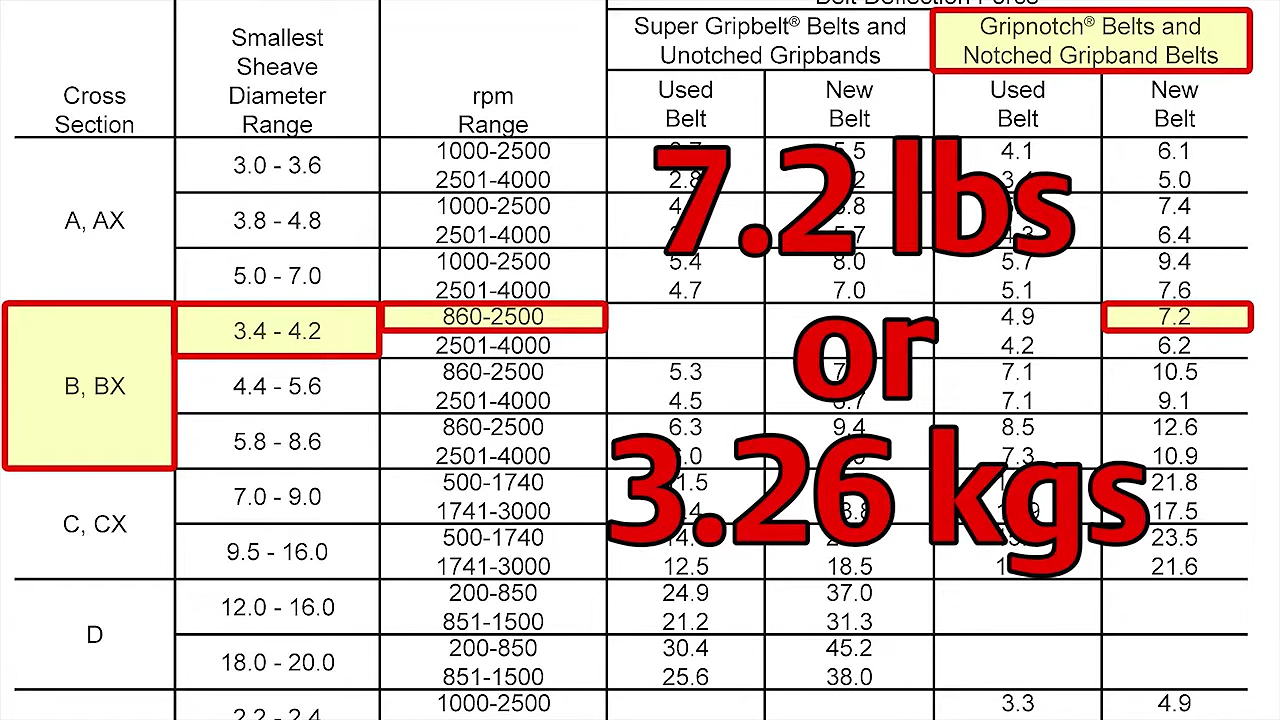 Smallest
Sheave
Diameter
Range
Cross
Section
rpm
Range
Super Gripbelt® Belts and
Unotched Gripbands
Gripnotch® Belts and
Notched Gripband Belts
Used
Belt
New
Belt
Used
Belt
New
Belt
A, AX
3.0 - 3.6
1000-2500 4.1 6.1
2501-4000 5.0
3.8 - 4.8
1000-2500 7.4
2501-4000 6.4
5.0 - 7.0
1000-2500 5.4 8.0 5.7 9.4
2501-4000 4.7 7.0 5.1 7.6
B, BX
3.4 - 4.2
860-2500 4.9 7.2
2501-4000 4.2 6.2
4.4 - 5.6
860-2500 5.3 7.1 10.5
2501-4000 4.5 7.1 9.1
5.8 - 8.6
860-2500 6.3 9.4 8.5 12.6
2501-4000 7.3 10.9
C, CX
7.0 - 9.0
500-1740 21.8
1741-3000 17.5
9.5 - 16.0
500-1740 23.5
1741-3000 12.5 18.5 21.6
D
12.0 - 16.0
200-850 24.9 37.0
851-1500 21.2 31.3
18.0 - 20.0
200-850 30.4 45.2
851-1500 25.6 38.0
2.2 - 2.4
1000-2500 3.3 4.9
7.2 lbs
or
3.26 kgs